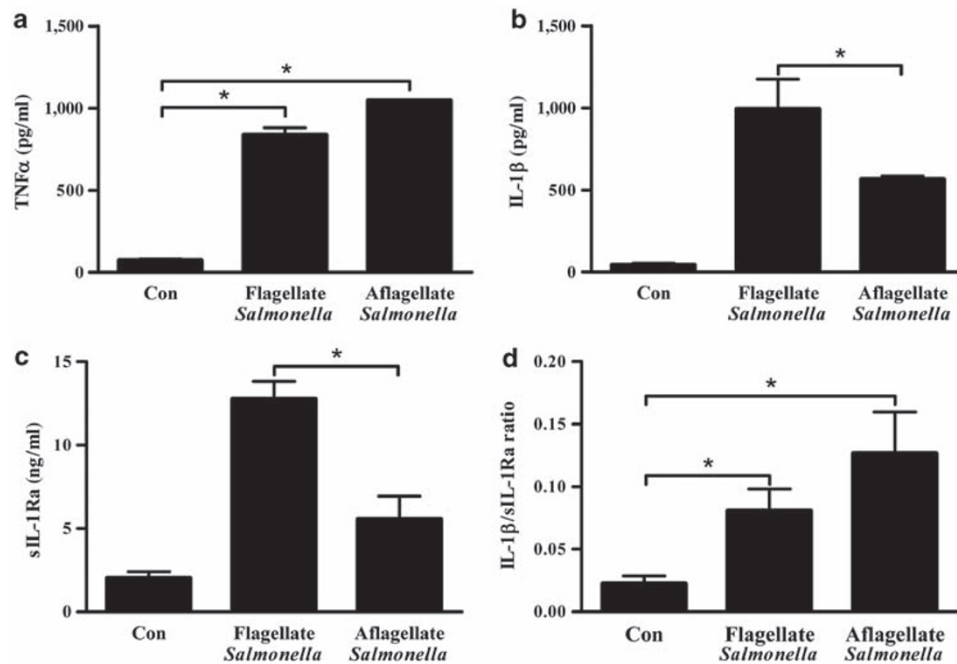 a
1,500
1,000
500
0
TNFα (pg/ml)
*
*
Con
Flagellate
Salmonella
Aflagellate
Salmonella
b
1,500
1,000
500
0
IL-1β (pg/ml)
*
Con
Flagellate
Salmonella
Aflagellate
Salmonella
c
15
10
5
0
sIL-1Ra (ng/ml)
*
Con
Flagellate
Salmonella
Aflagellate
Salmonella
d
0.20
0.15
0.10
0.05
0.00
IL-1β/sIL-1Ra ratio
*
*
Con
Flagellate
Salmonella
Aflagellate
Salmonella